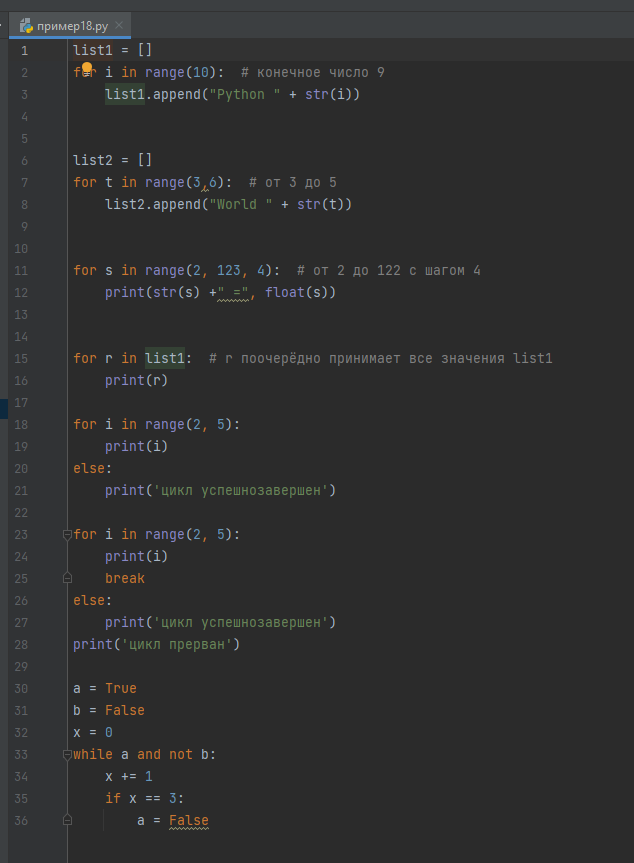 пример18.py
1 list1 = []
2 for i in range(10):  # конечное число 9
3     list1.append("Python " + str(i))
4
5
6 list2 = []
7 for t in range(3,6):  # от 3 до 5
8     list2.append("World " + str(t))
9
10
11 for s in range(2, 123, 4):  # от 2 до 122 с шагом 4
12     print(str(s) +" =", float(s))
13
14
15 for r in list1:  # r поочерёдно принимает все значения list1
16     print(r)
17
18 for i in range(2, 5):
19     print(i)
20 else:
21     print('цикл успешнозавершен')
22
23 for i in range(2, 5):
24     print(i)
25     break
26 else:
27     print('цикл успешнозавершен')
28 print('цикл прерван')
29
30 a = True
31 b = False
32 x = 0
33 while a and not b:
34     x += 1
35     if x == 3:
36         a = False